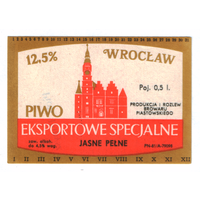 12,5% WROCŁAW
Poj. 0,5 l.
PRODUKCJA i ROZLEW
BROWARU
PIASTOWSKIEGO
PIWO
EKSPORTOWE SPECJALNE
JASNE PEŁNE
I II III IV V VI VII VIII IX X XI XII